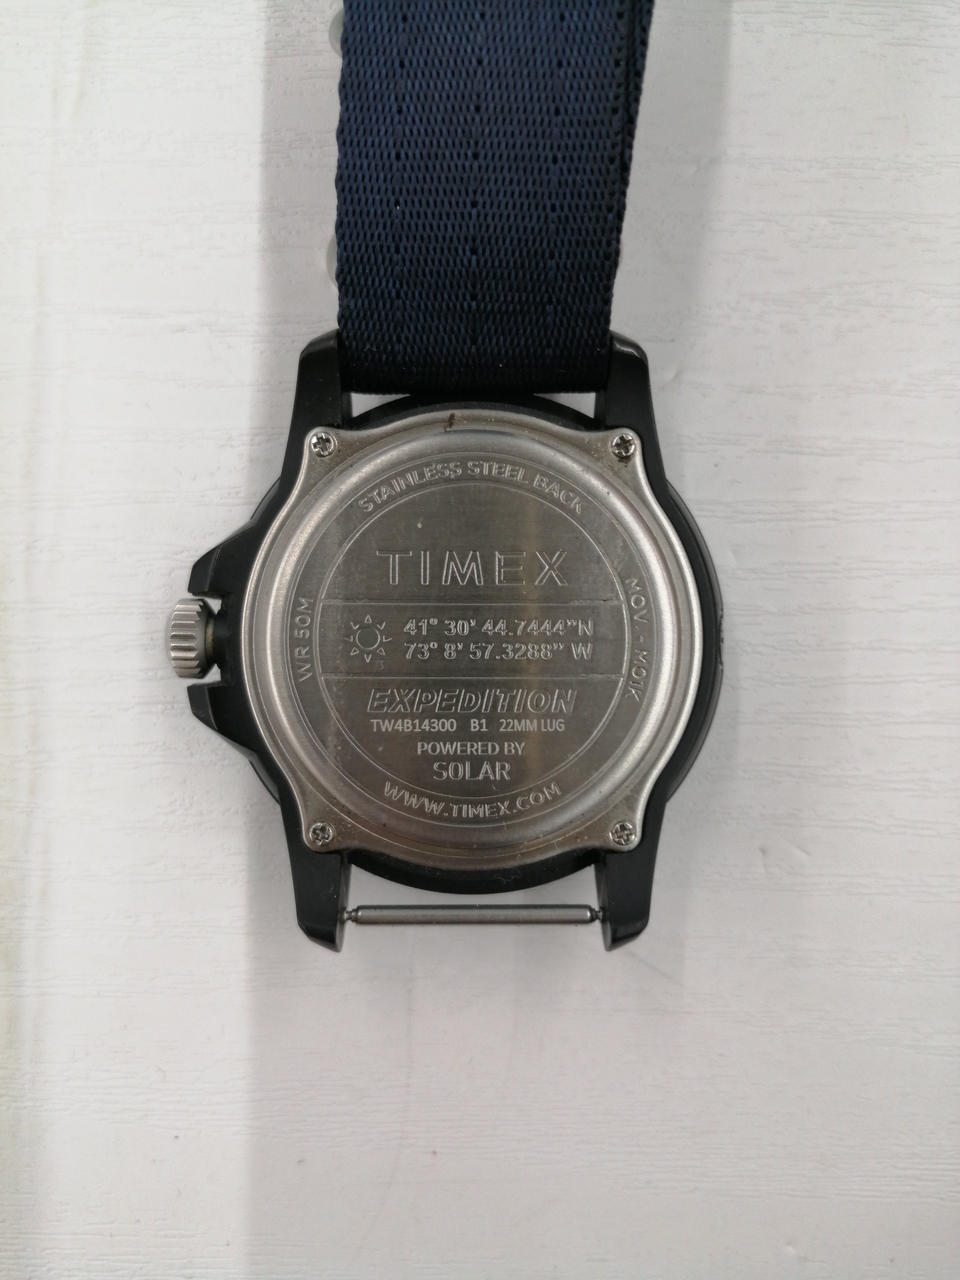 STAINLESS STEEL BACK
TIMEX
WR 50M
MOV - M01K
41° 30' 44.7444"N
73° 8' 57.3288" W
EXPEDITION
TW4B14300 B1 22MM LUG
POWERED BY
SOLAR
WWW.TIMEX.COM